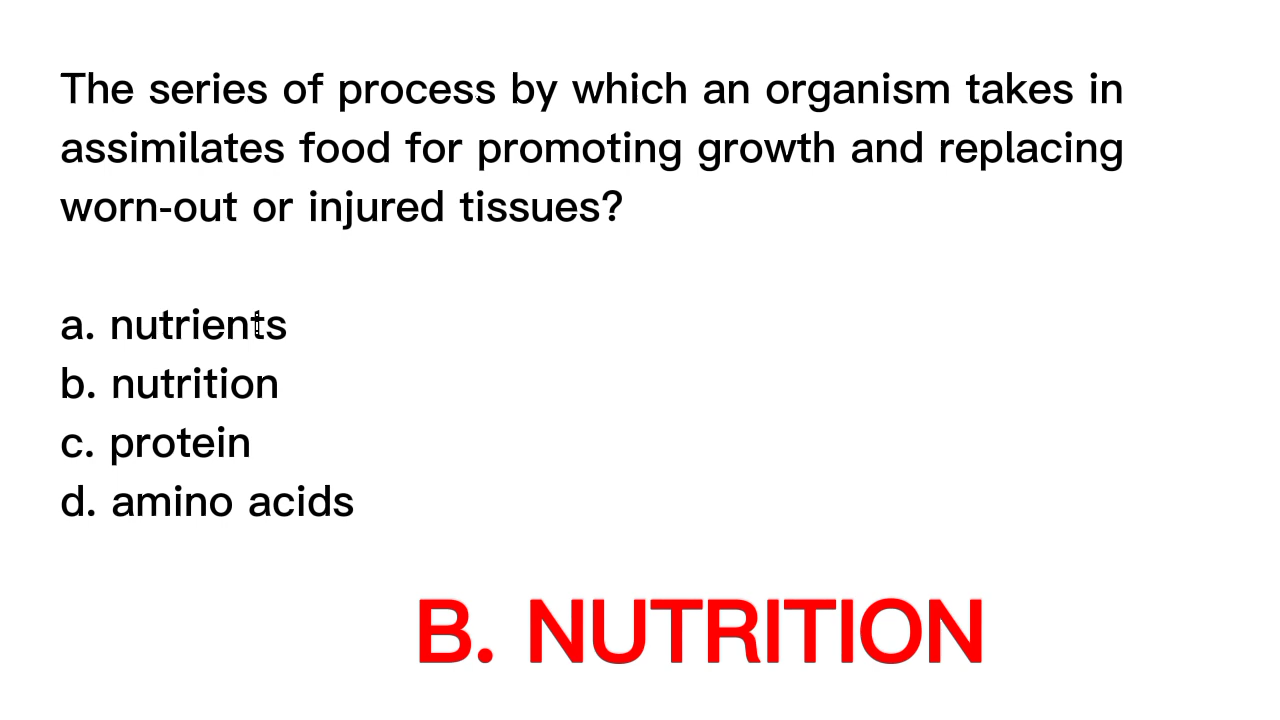 The series of process by which an organism takes in
assimilates food for promoting growth and replacing
worn-out or injured tissues?
a. nutrients
b. nutrition
c. protein
d. amino acids
B. NUTRITION